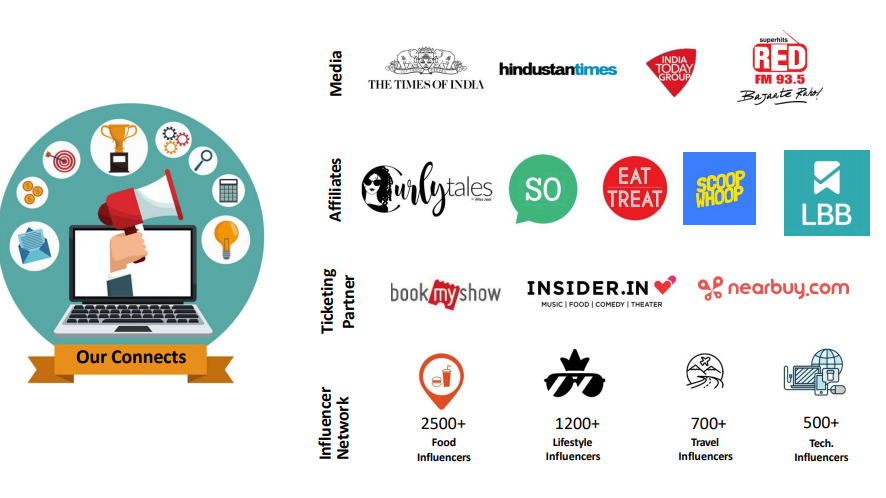 Our Connects
Media
THE TIMES OF INDIA
hindustantimes
INDIA
TODAY
GROUP
superhits
RED
FM 93.5
Bajaate Raho!
Affiliates
Curlytales
SO
EAT
TREAT
SCOOP
WHOOP
LBB
Ticketing
Partner
bookmyshow
INSIDER.IN
MUSIC | FOOD | COMEDY | THEATER
nearbuy.com
Influencer
Network
2500+
Food
Influencers
1200+
Lifestyle
Influencers
700+
Travel
Influencers
500+
Tech.
Influencers